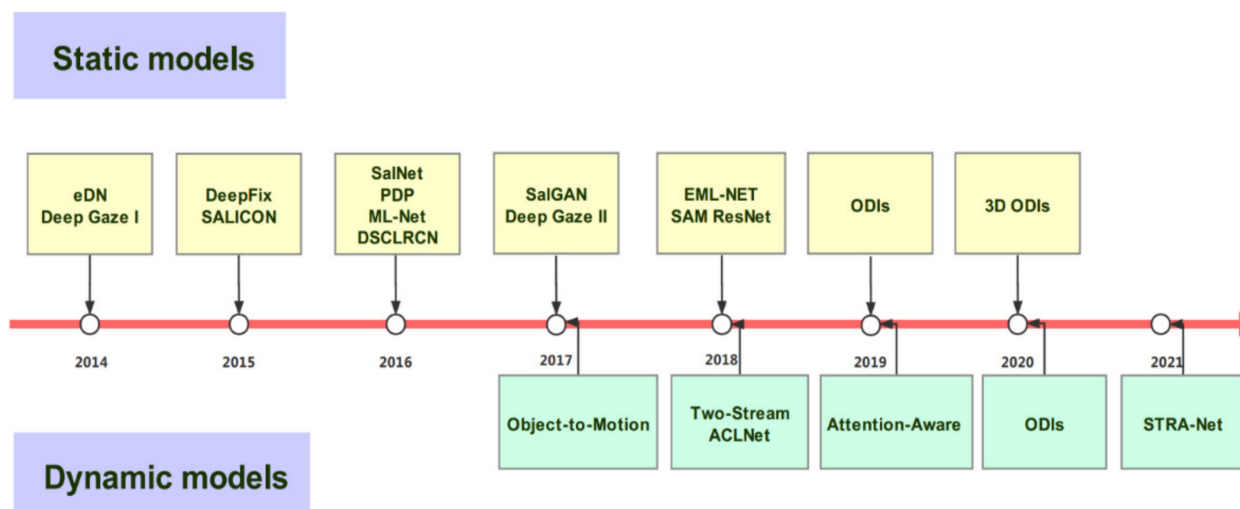 Static models
eDN
Deep Gaze I
DeepFix
SALICON
SalNet
PDP
ML-Net
DSCLRCN
SalGAN
Deep Gaze II
EML-NET
SAM ResNet
ODIs
3D ODIs
2014
2015
2016
2017
2018
2019
2020
2021
Object-to-Motion
Two-Stream
ACLNet
Attention-Aware
ODIs
STRA-Net
Dynamic models